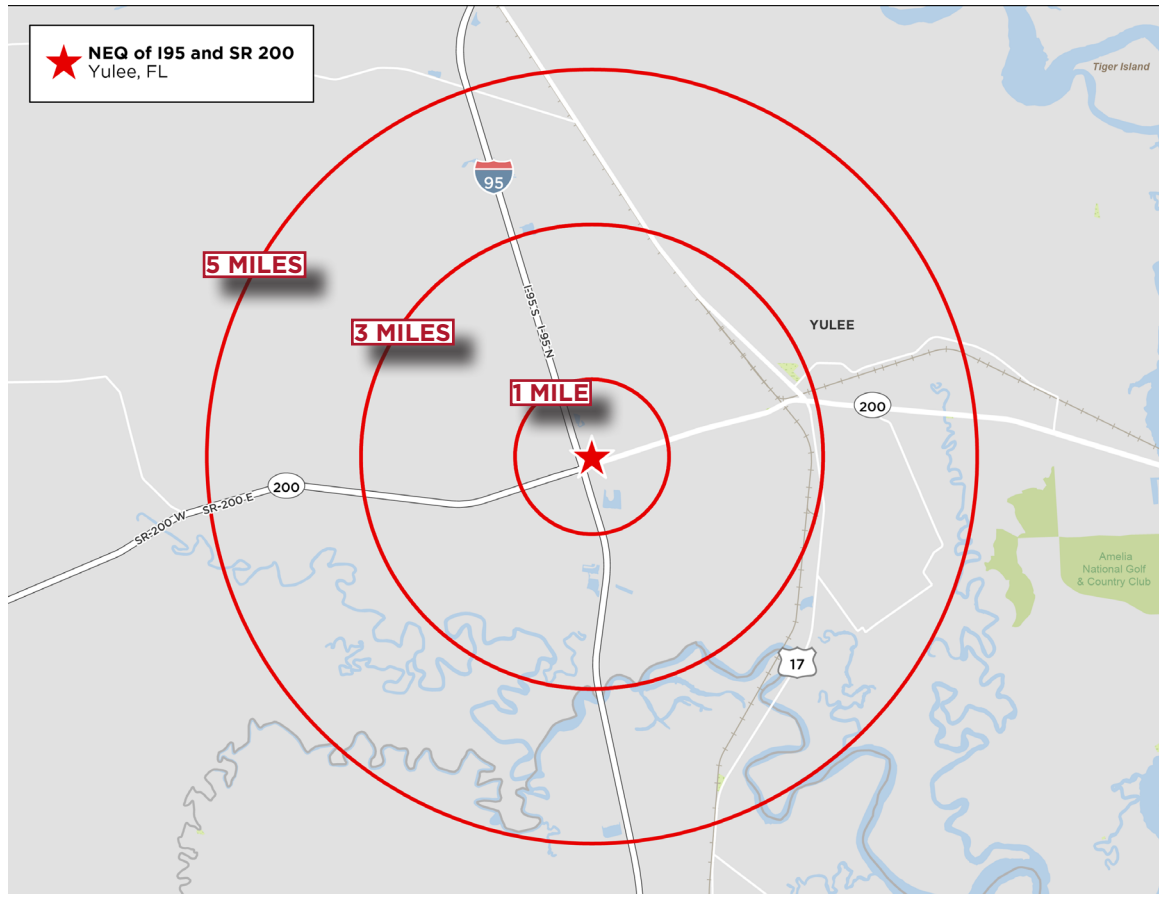 NEQ of I95 and SR 200
Yulee, FL
Tiger Island
95
5 MILES
I-95 S I-95 N
3 MILES
YULEE
1 MILE
200
200
SR-200 W SR-200 E
Amelia
National Golf
& Country Club
17